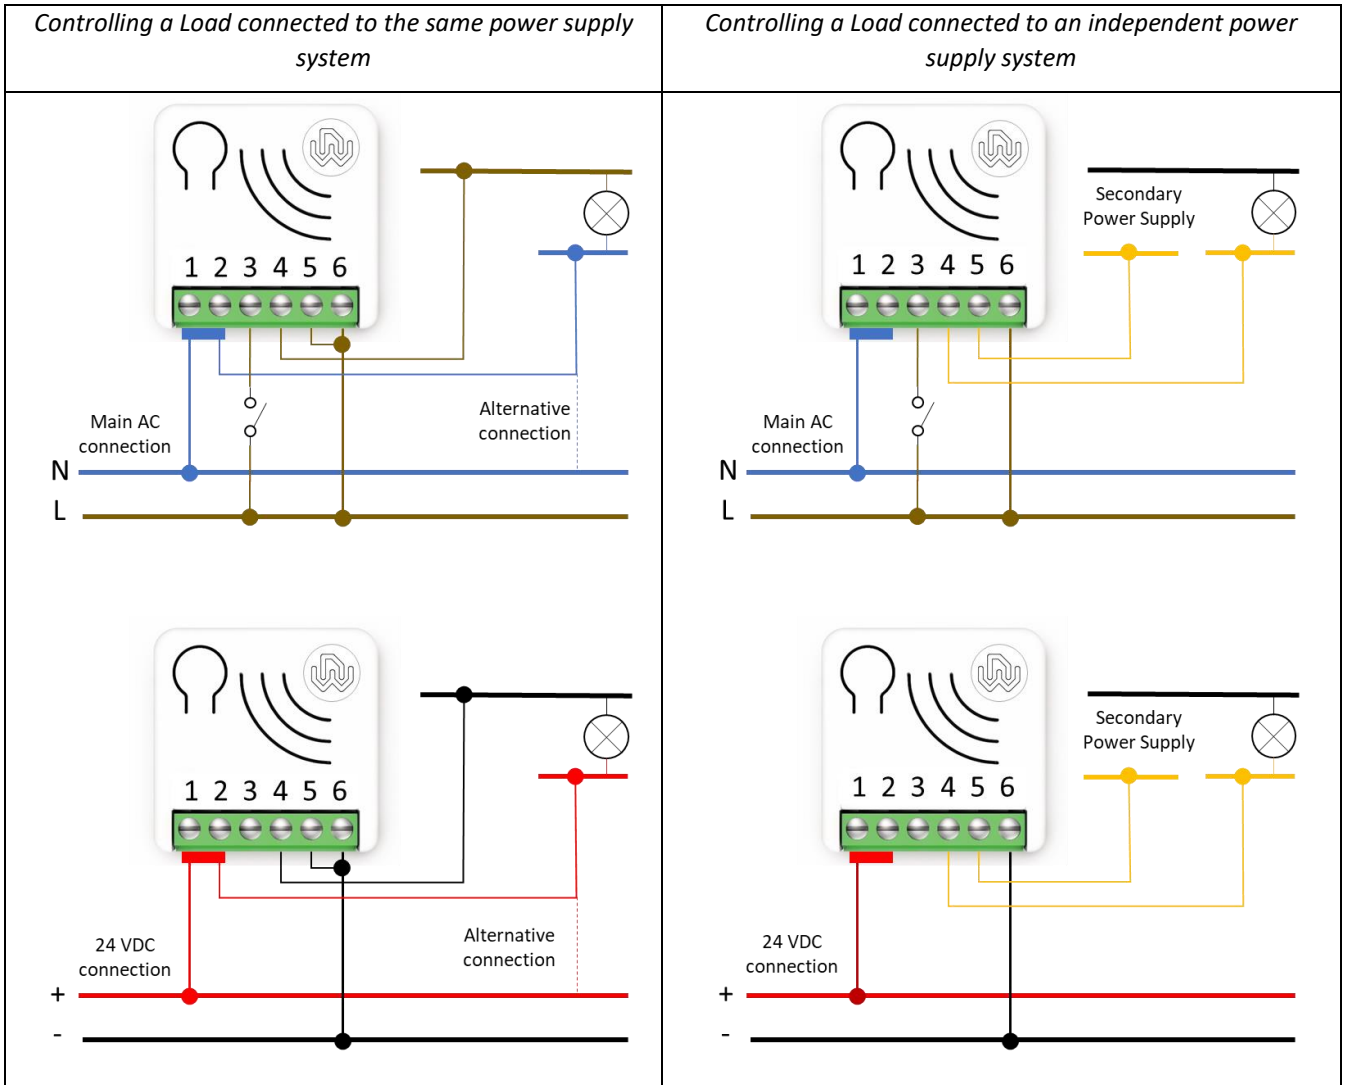 Controlling a Load connected to the same power supply
system
Controlling a Load connected to an independent power
supply system
1 2 3 4 5 6
Main AC
connection
Alternative
connection
N
L
Secondary
Power Supply
1 2 3 4 5 6
Main AC
connection
N
L
1 2 3 4 5 6
24 VDC
connection
Alternative
connection
+
-
Secondary
Power Supply
1 2 3 4 5 6
24 VDC
connection
+
-